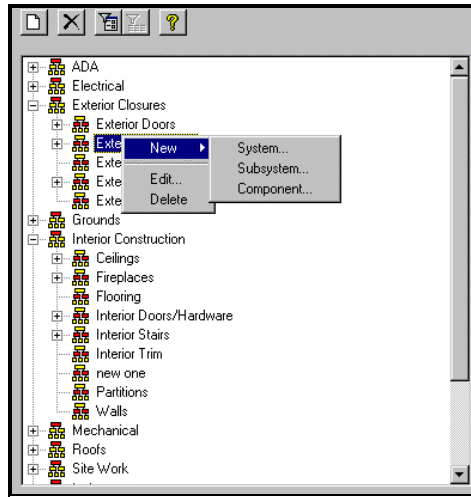 ADA
Electrical
Exterior Closures
Exterior Doors
Exte New System...
Exte Subsystem...
Exte Edit... Component...
Exte Delete
Grounds
Interior Construction
Ceilings
Fireplaces
Flooring
Interior Doors/Hardware
Interior Stairs
Interior Trim
new one
Partitions
Walls
Mechanical
Roofs
Site Work